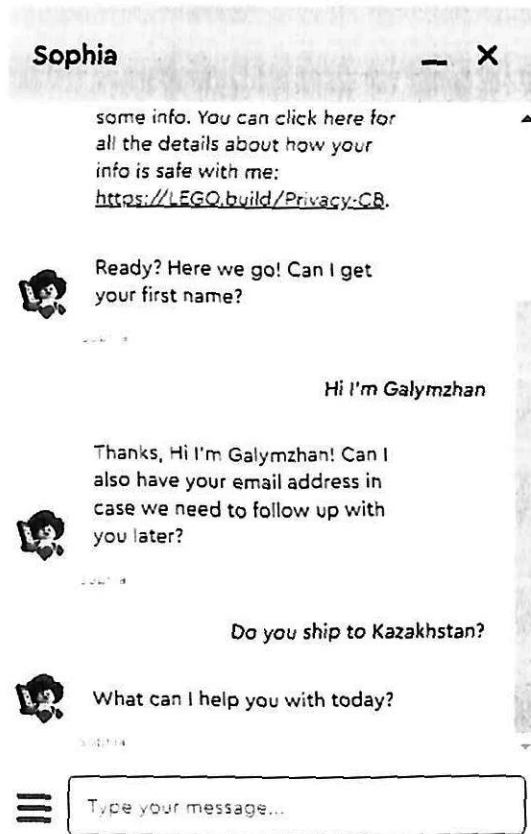 Sophia
some info. You can click here for
all the details about how your
info is safe with me:
https://LEGO.build/Privacy-CB.
Ready? Here we go! Can I get
your first name?
Hi I'm Galymzhan
Thanks, Hi I'm Galymzhan! Can I
also have your email address in
case we need to follow up with
you later?
Do you ship to Kazakhstan?
What can I help you with today?
Sophia
Type your message...